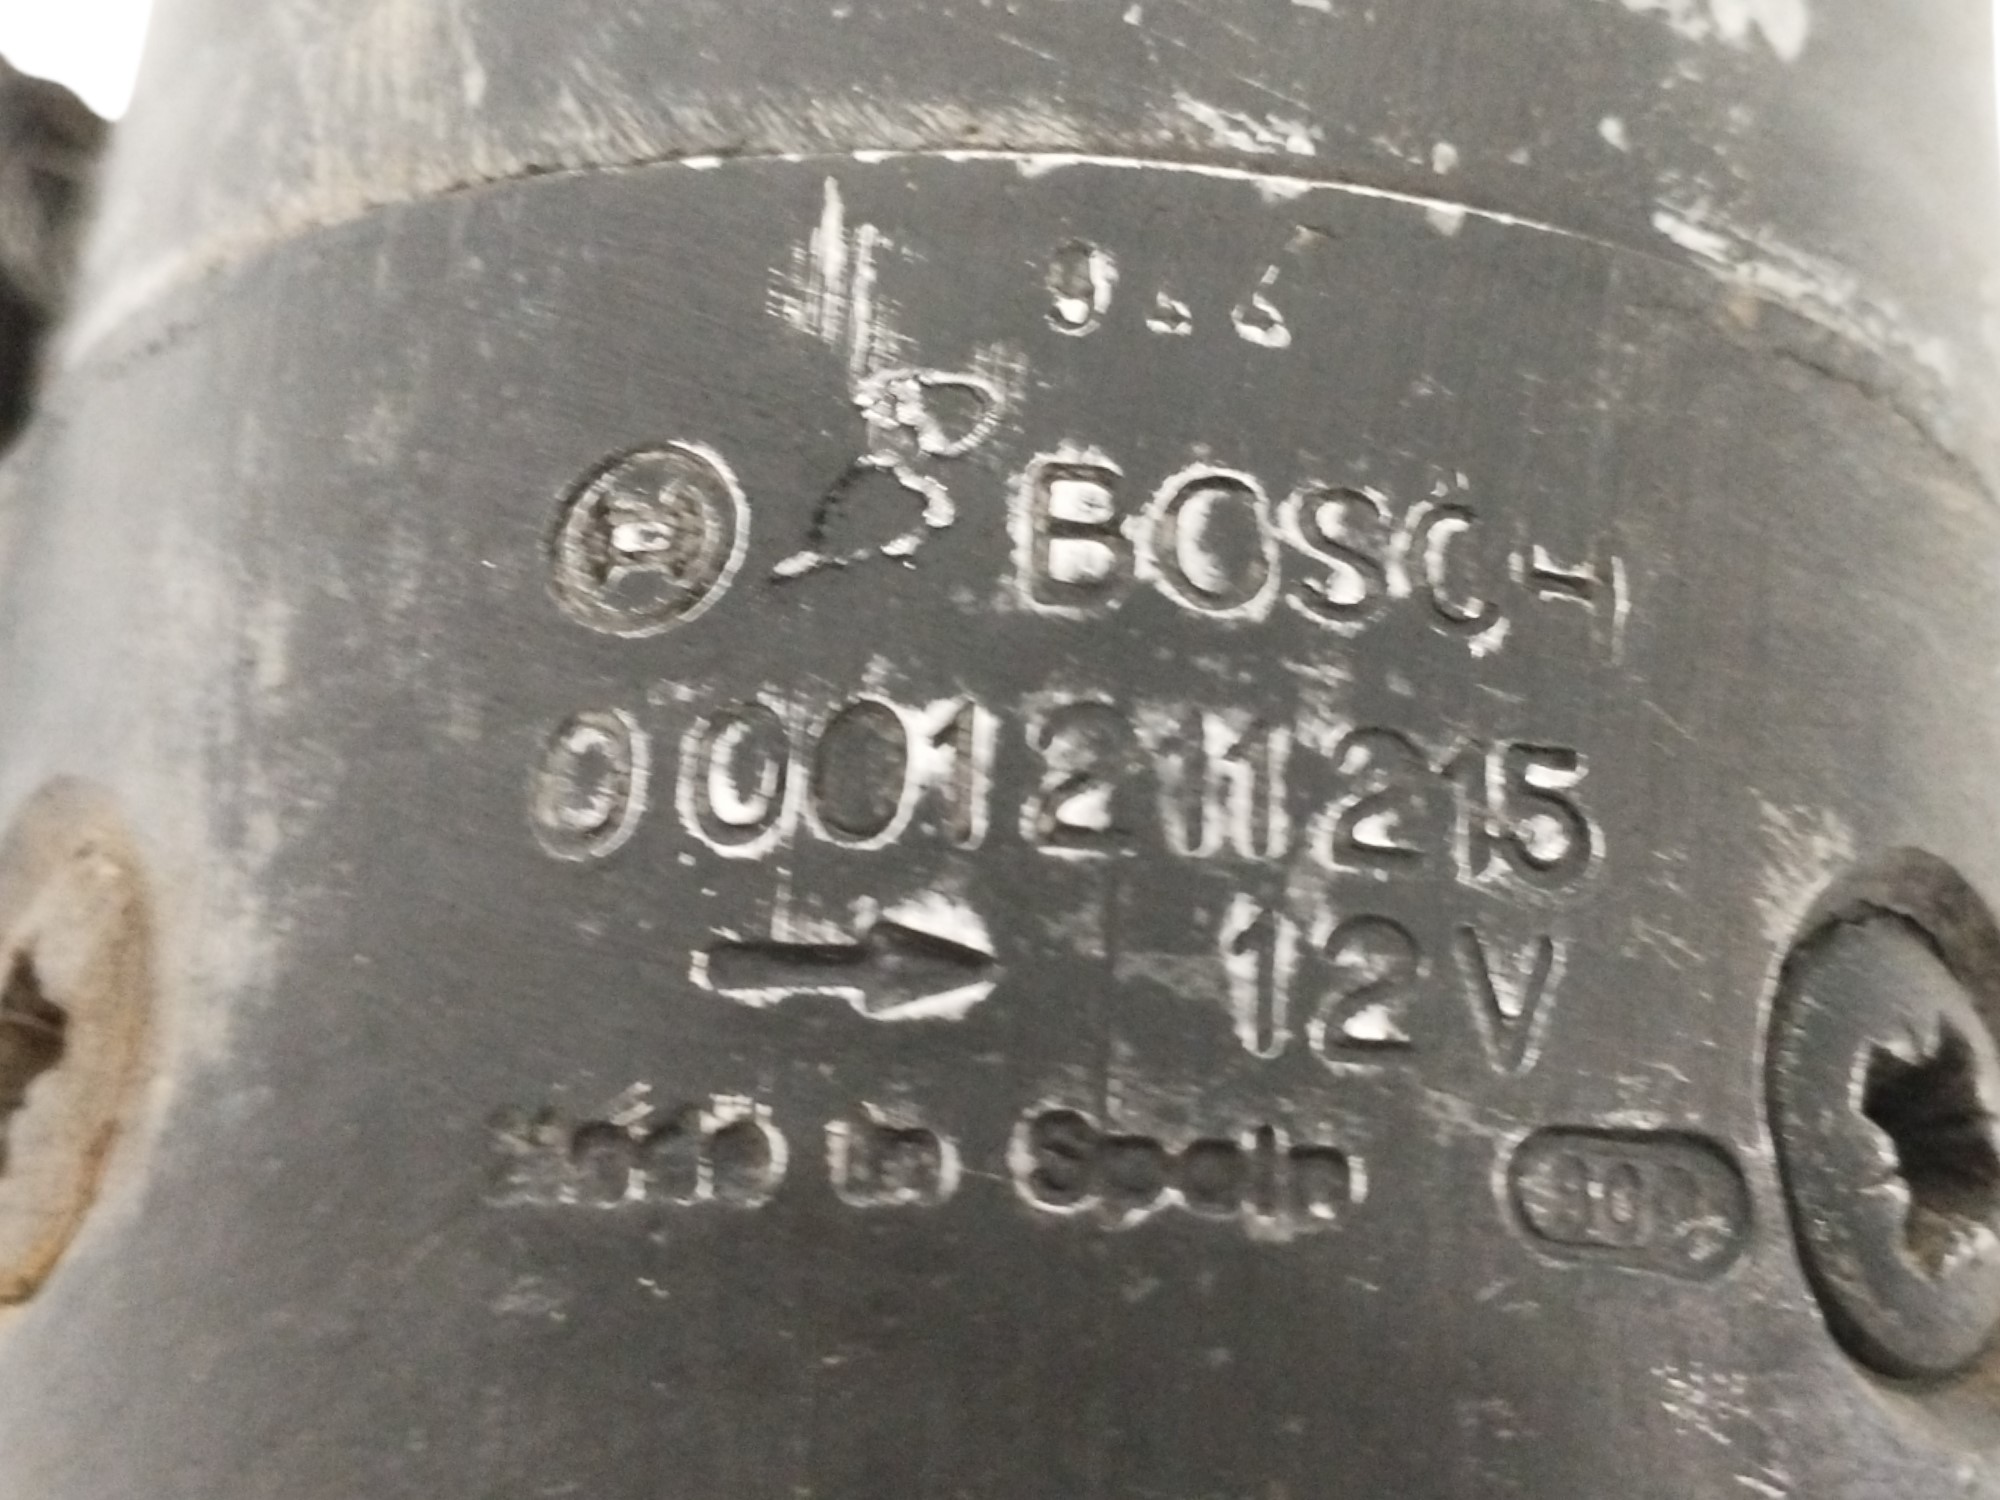 BOSCH
0001211215
→ 12V
Made in Spain